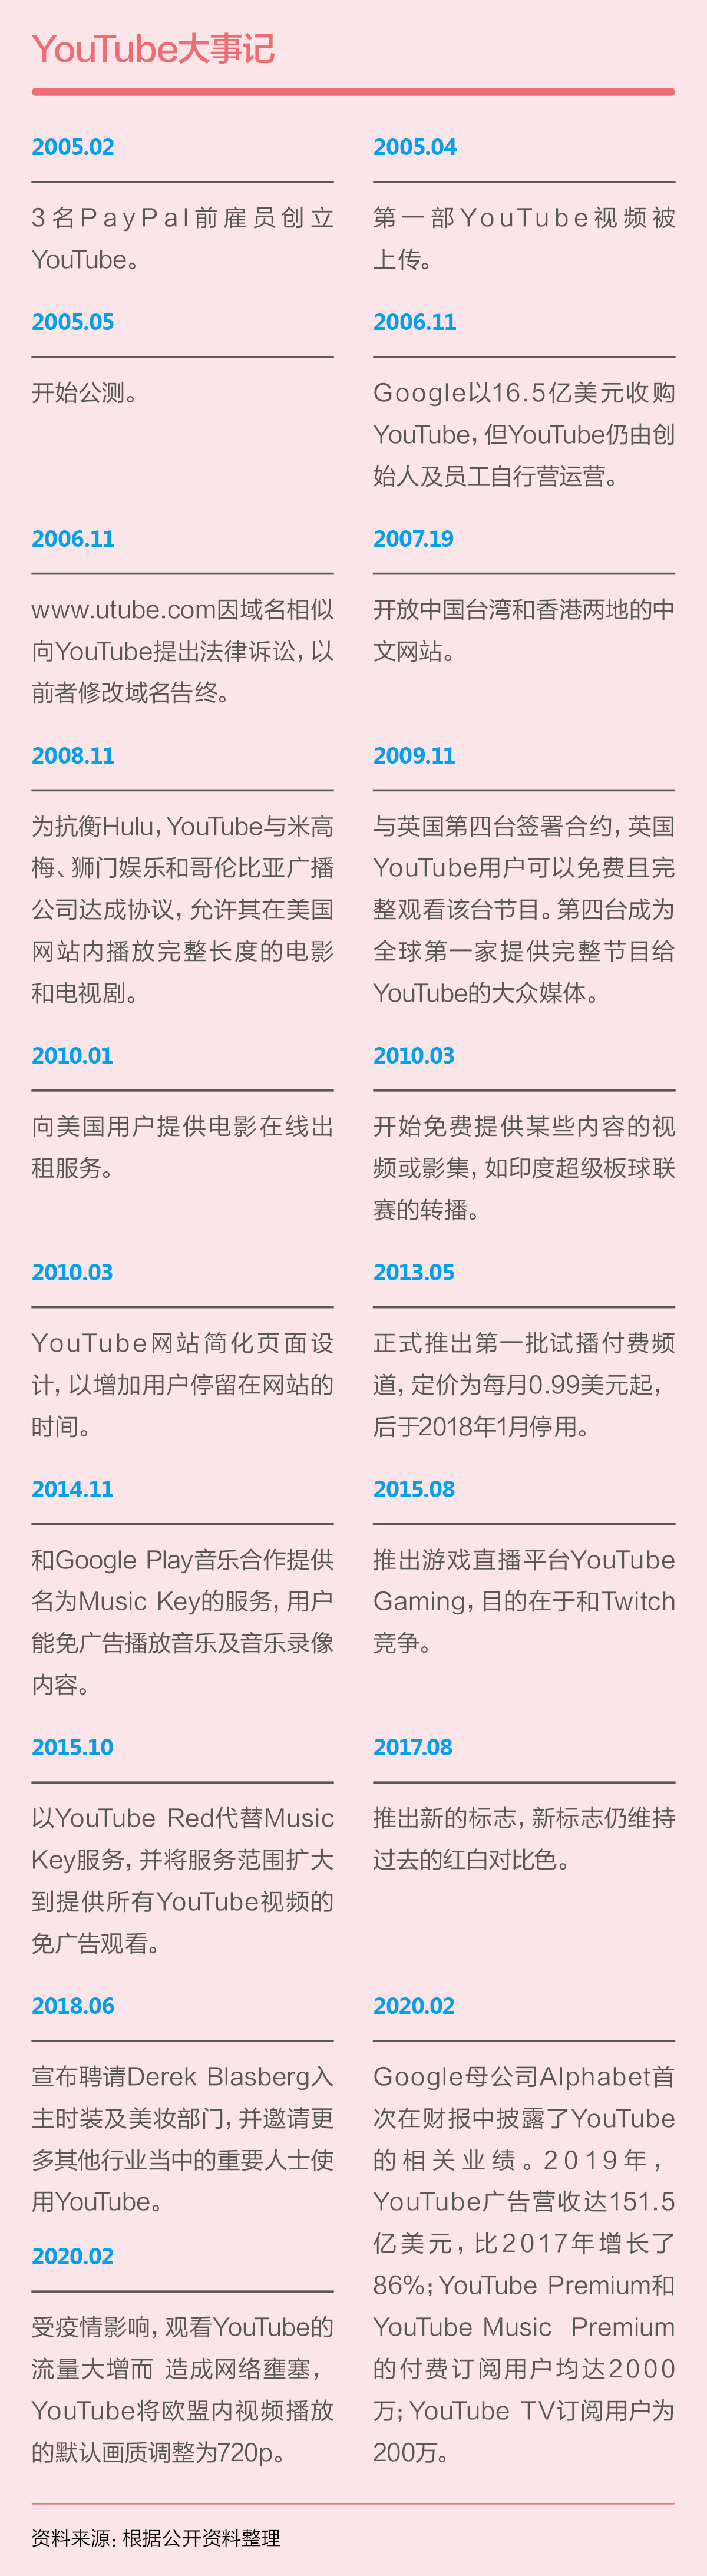 YouTube大事记
2005.02
3名PayPal前雇员创立
YouTube。
2005.04
第一部YouTube视频被
上传。
2005.05
开始公测。
2006.11
Google以16.5亿美元收购
YouTube,但YouTube仍由创
始人及员工自行营运营。
2006.11
www.utube.com因域名相似
向YouTube提出法律诉讼,以
前者修改域名告终。
2007.19
开放中国台湾和香港两地的中
文网站。
2008.11
为抗衡Hulu,YouTube与米高
梅、狮门娱乐和哥伦比亚广播
公司达成协议,允许其在美国
网站内播放完整长度的电影
和电视剧。
2009.11
与英国第四台签署合约,英国
YouTube用户可以免费且完
整观看该台节目。第四台成为
全球第一家提供完整节目给
YouTube的大众媒体。
2010.01
向美国用户提供电影在线出
租服务。
2010.03
开始免费提供某些内容的视
频或影集,如印度超级板球联
赛的转播。
2010.03
YouTube网站简化页面设
计,以增加用户停留在网站的
时间。
2013.05
正式推出第一批试播付费频
道,定价为每月0.99美元起,
后于2018年1月停用。
2014.11
和Google Play音乐合作提供
名为Music Key的服务,用户
能免广告播放音乐及音乐录像
内容。
2015.08
推出游戏直播平台YouTube
Gaming,目的在于和Twitch
竞争。
2015.10
以YouTube Red代替Music
Key服务,并将服务范围扩大
到提供所有YouTube视频的
免广告观看。
2017.08
推出新的标志,新标志仍维持
过去的红白对比色。
2018.06
宣布聘请Derek Blasberg入
主时装及美妆部门,并邀请更
多其他行业当中的重要人士使
用YouTube。
2020.02
Google母公司Alphabet首
次在财报中披露了YouTube
的相关业绩。2019年,
YouTube广告营收达151.5
亿美元,比2017年增长了
86%;YouTube Premium和
YouTube Music Premium
的付费订阅用户均达2000
万;YouTube TV订阅用户为
200万。
2020.02
受疫情影响,观看YouTube的
流量大增而 造成网络壅塞,
YouTube将欧盟内视频播放
的默认画质调整为720p。
资料来源:根据公开资料整理